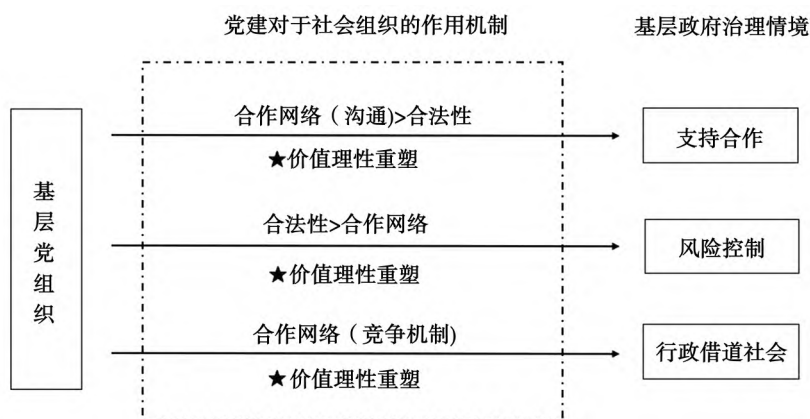 党建对于社会组织的作用机制
基层政府治理情境
基层党组织
合作网络（沟通)>合法性
★价值理性重塑
支持合作
合法性>合作网络
★价值理性重塑
风险控制
合作网络（竞争机制)
★价值理性重塑
行政借道社会